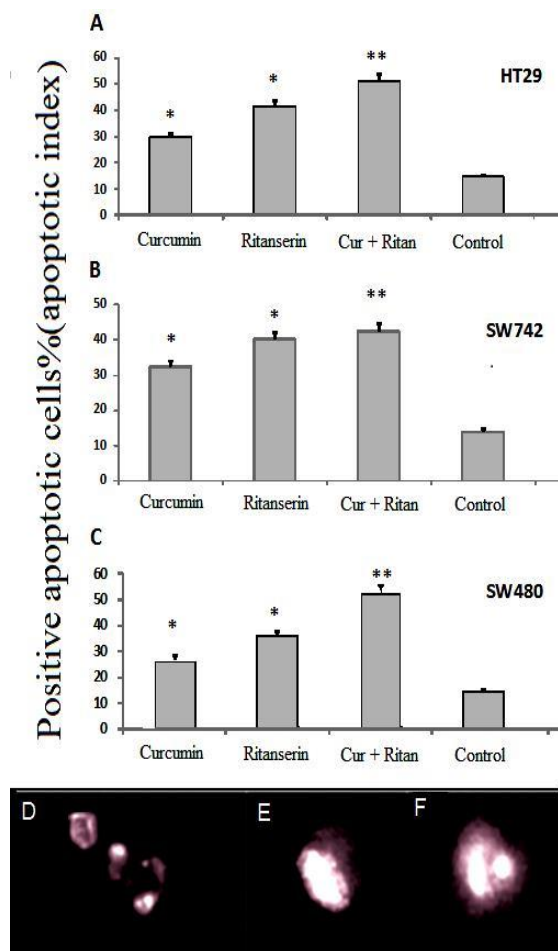 Positive apoptotic cells%(apoptotic index)
A
HT29
60
50
40
30
20
10
0
*
*
**
Curcumin Ritanserin Cur + Ritan Control
B
SW742
50
40
30
20
10
0
*
*
**
Curcumin Ritanserin Cur + Ritan Control
C
SW480
60
50
40
30
20
10
0
*
*
**
Curcumin Ritanserin Cur + Ritan Control
D E F